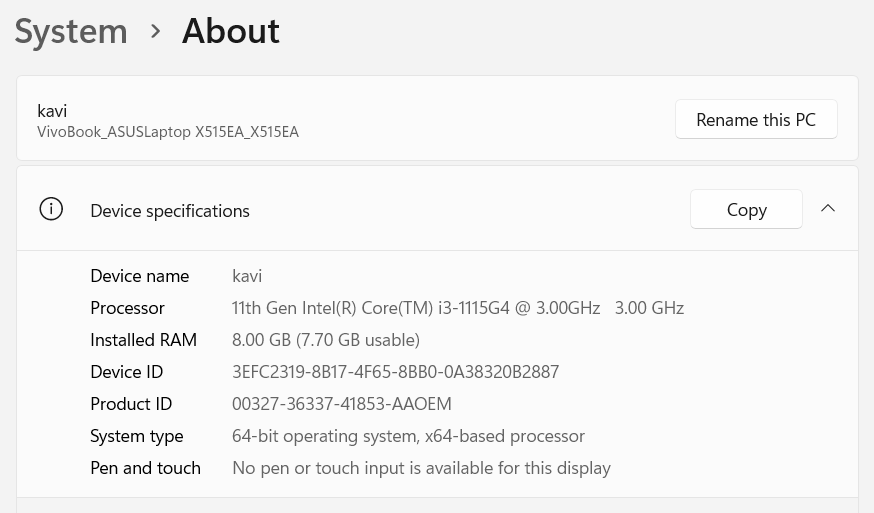 System > About
kavi
VivoBook_ASUSLaptop X515EA_X515EA
Rename this PC
Device specifications
Copy
Device name kavi
Processor 11th Gen Intel(R) Core(TM) i3-1115G4 @ 3.00GHz 3.00 GHz
Installed RAM 8.00 GB (7.70 GB usable)
Device ID 3EFC2319-8B17-4F65-8BB0-0A38320B2887
Product ID 00327-36337-41853-AAOEM
System type 64-bit operating system, x64-based processor
Pen and touch No pen or touch input is available for this display